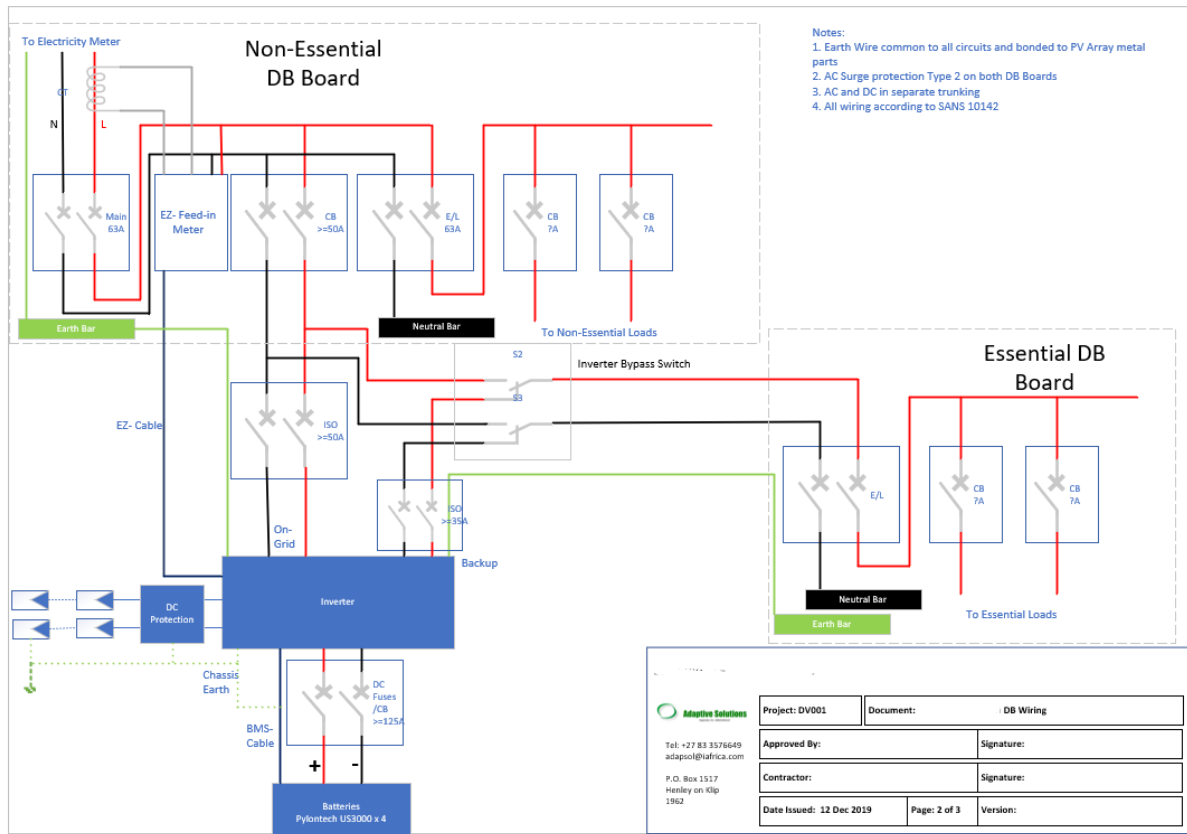 To Electricity Meter
Non-Essential
DB Board
CT
N
L
Main
63A
EZ- Feed-in
Meter
CB
>=50A
E/L
63A
CB
?A
CB
?A
Earth Bar
Neutral Bar
To Non-Essential Loads
Notes:
1. Earth Wire common to all circuits and bonded to PV Array metal
parts
2. AC Surge protection Type 2 on both DB Boards
3. AC and DC in separate trunking
4. All wiring according to SANS 10142
S2
Inverter Bypass Switch
S3
Essential DB
Board
EZ- Cable
ISO
>=50A
ISO
>=35A
E/L
CB
?A
CB
?A
On-
Grid
Backup
Neutral Bar
Earth Bar
To Essential Loads
DC
Protection
Inverter
Chassis
Earth
DC
Fuses
/CB
>=125A
BMS-
Cable
+
-
Batteries
Pylontech US3000 x 4
Adaptive Solutions
Tel: +27 83 3576649
adapsol@iafrica.com
P.O. Box 1517
Henley on Klip
1962
Project: DV001
Document:
DB Wiring
Approved By:
Signature:
Contractor:
Signature:
Date Issued: 12 Dec 2019
Page: 2 of 3
Version: